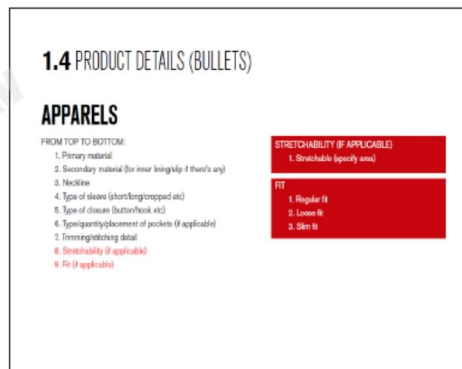 1.4 PRODUCT DETAILS (BULLETS)
APPARELS
FROM TOP TO BOTTOM:
1. Primary material
2. Secondary material (for inner lining/slip if there's any)
3. Neckline
4. Type of sleeve (short/long/cropped etc)
5. Type of closure (button/hook etc)
6. Type/quantity/placement of pockets (if applicable)
7. Trimming/stitching detail
8. Stretchability (if applicable)
9. Fit (if applicable)
STRETCHABILITY (IF APPLICABLE)
1. Stretchable (specify area)
FIT
1. Regular fit
2. Loose fit
3. Slim fit